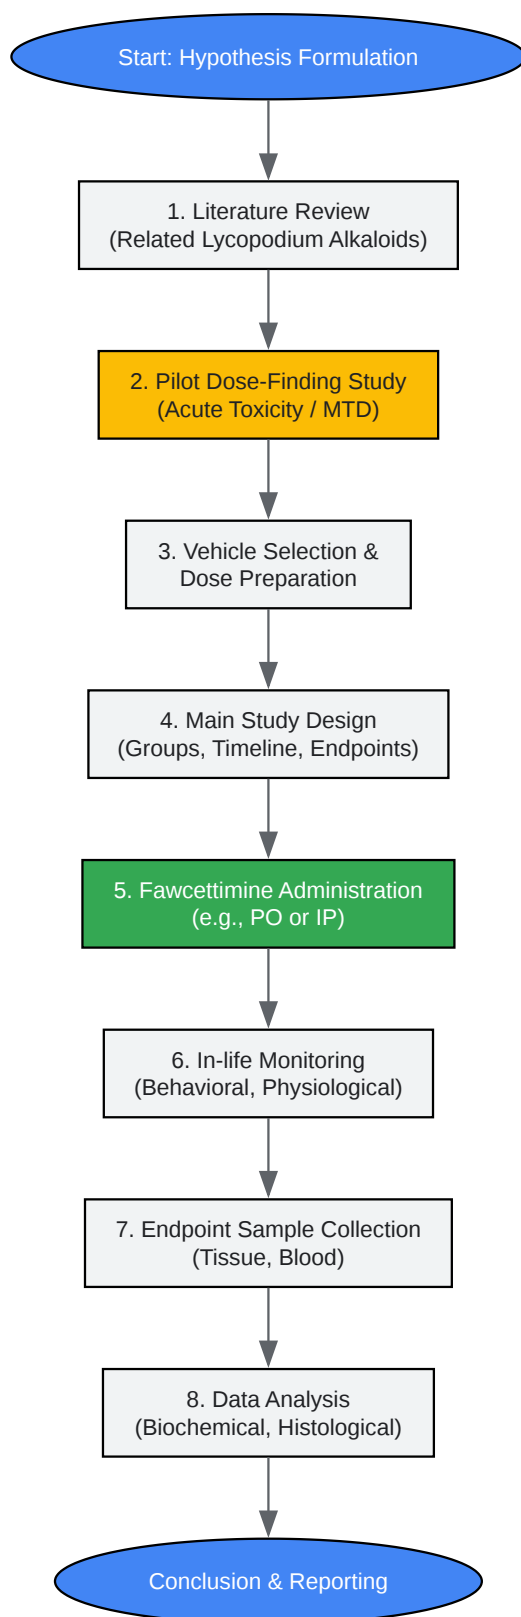 Start: Hypothesis Formulation
1. Literature Review
(Related Lycopodium Alkaloids)
2. Pilot Dose-Finding Study
(Acute Toxicity / MTD)
3. Vehicle Selection &
Dose Preparation
4. Main Study Design
(Groups, Timeline, Endpoints)
5. Fawcettimine Administration
(e.g., PO or IP)
6. In-life Monitoring
(Behavioral, Physiological)
7. Endpoint Sample Collection
(Tissue, Blood)
8. Data Analysis
(Biochemical, Histological)
Conclusion & Reporting